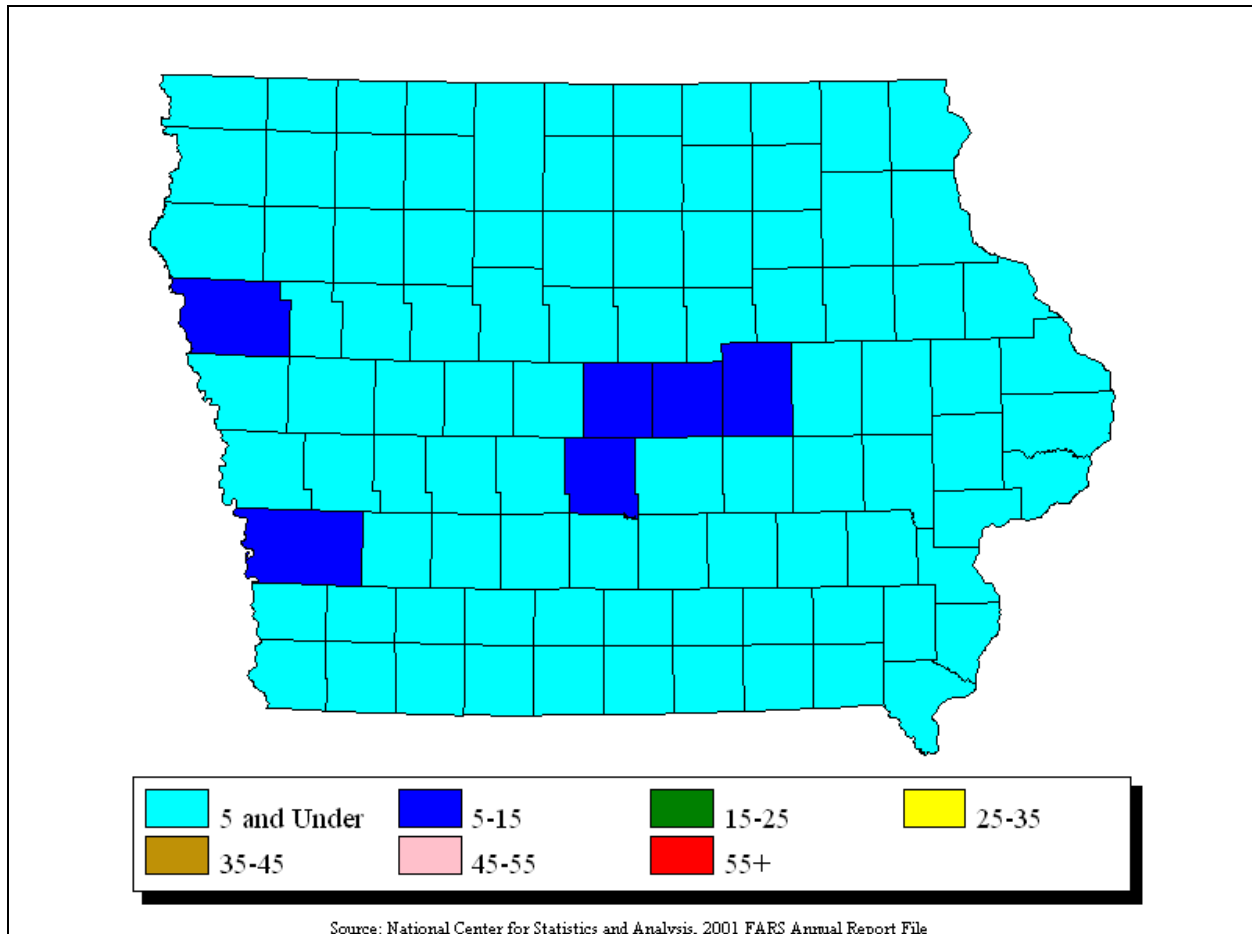 5 and Under 5-15 15-25 25-35
35-45 45-55 55+
Source: National Center for Statistics and Analysis, 2001 FARS Annual Report File